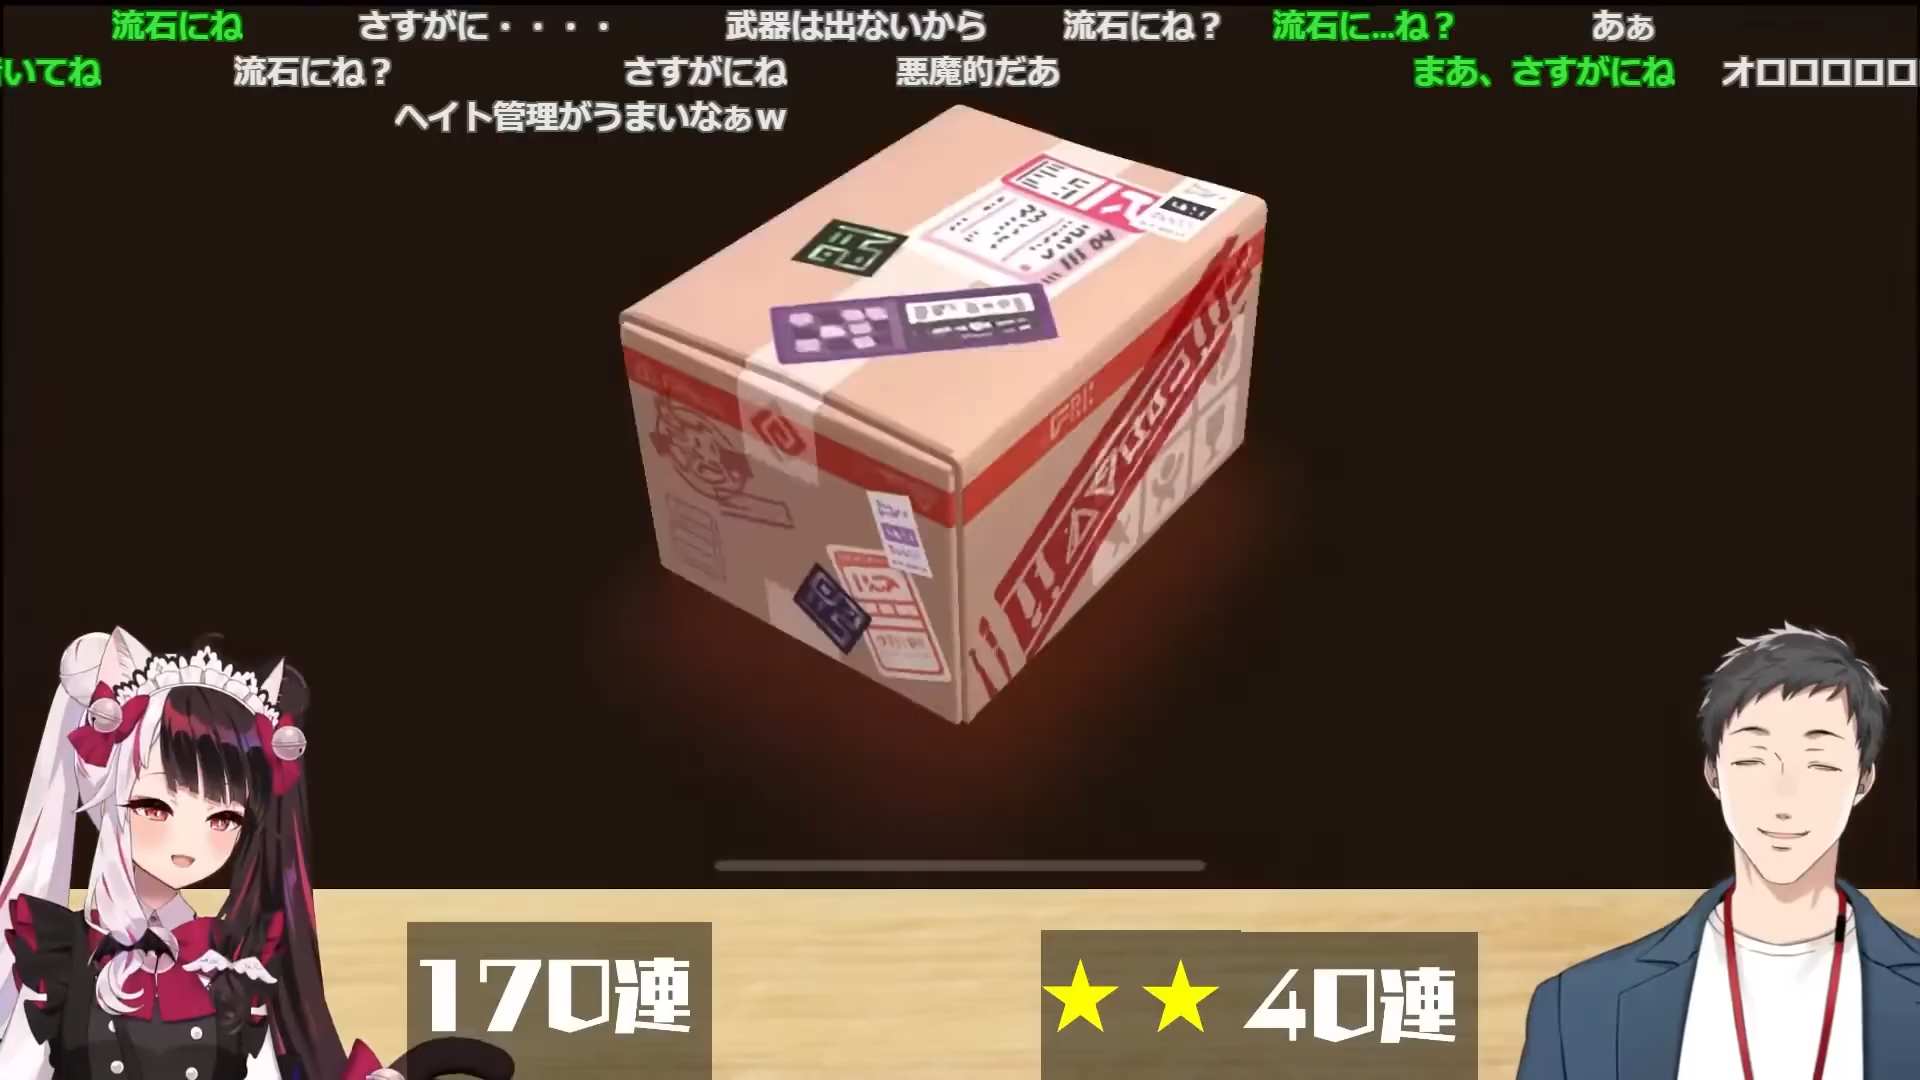 流石にね さすがに・・・・ 武器は出ないから 流石にね？ 流石に...ね？ あぁ
いてね 流石にね？ さすがにね 悪魔的だあ まあ、さすがにね オロロロロロ
ヘイト管理がうまいなぁｗ
170連
★★40連